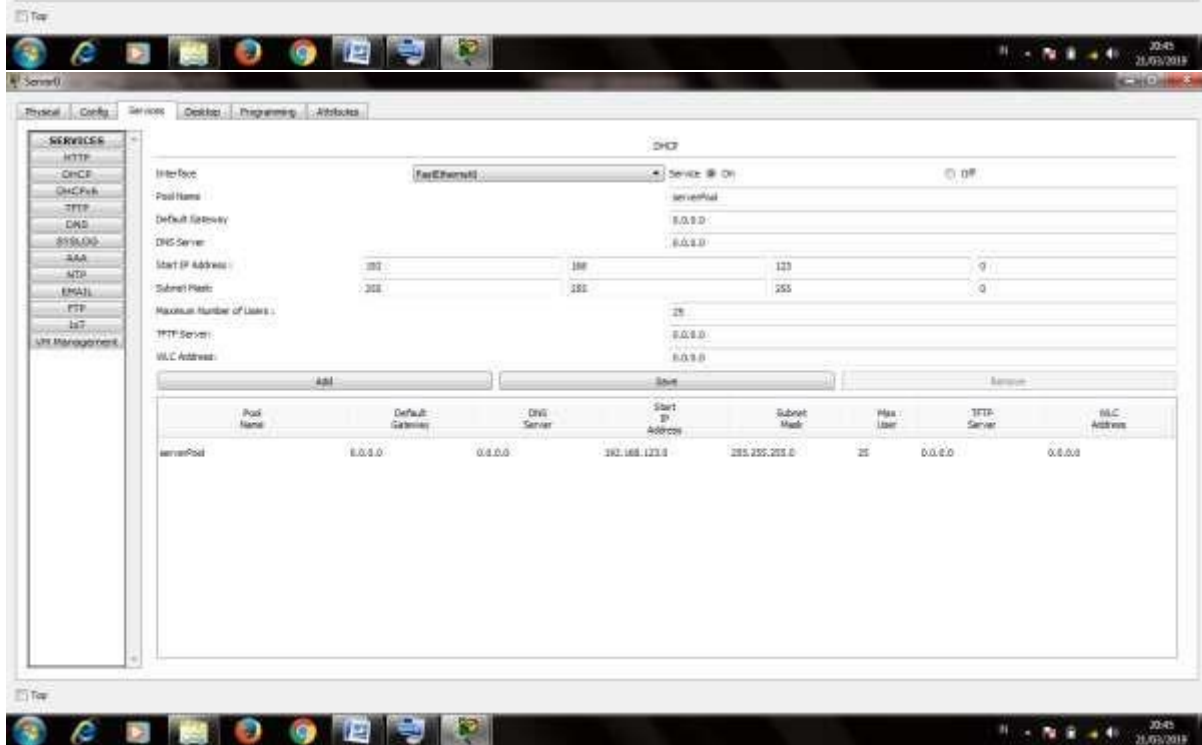 Top
20:45
21/03/2019
Server0
Physical Config Services Desktop Programming Attributes
SERVICES
HTTP
DHCP
DHCPv6
TFTP
DNS
SYSLOG
AAA
NTP
EMAIL
FTP
IoT
VM Management
DHCP
Interface FastEthernet0 Service On Off
Pool Name serverPool
Default Gateway 0.0.0.0
DNS Server 0.0.0.0
Start IP Address : 192 168 123 0
Subnet Mask: 255 255 255 0
Maximum Number of Users : 25
TFTP Server: 0.0.0.0
WLC Address: 0.0.0.0
Add Save Remove
Pool Name Default Gateway DNS Server Start IP Address Subnet Mask Max User TFTP Server WLC Address
serverPool 0.0.0.0 0.0.0.0 192.168.123.0 255.255.255.0 25 0.0.0.0 0.0.0.0
Top
20:45
21/03/2019